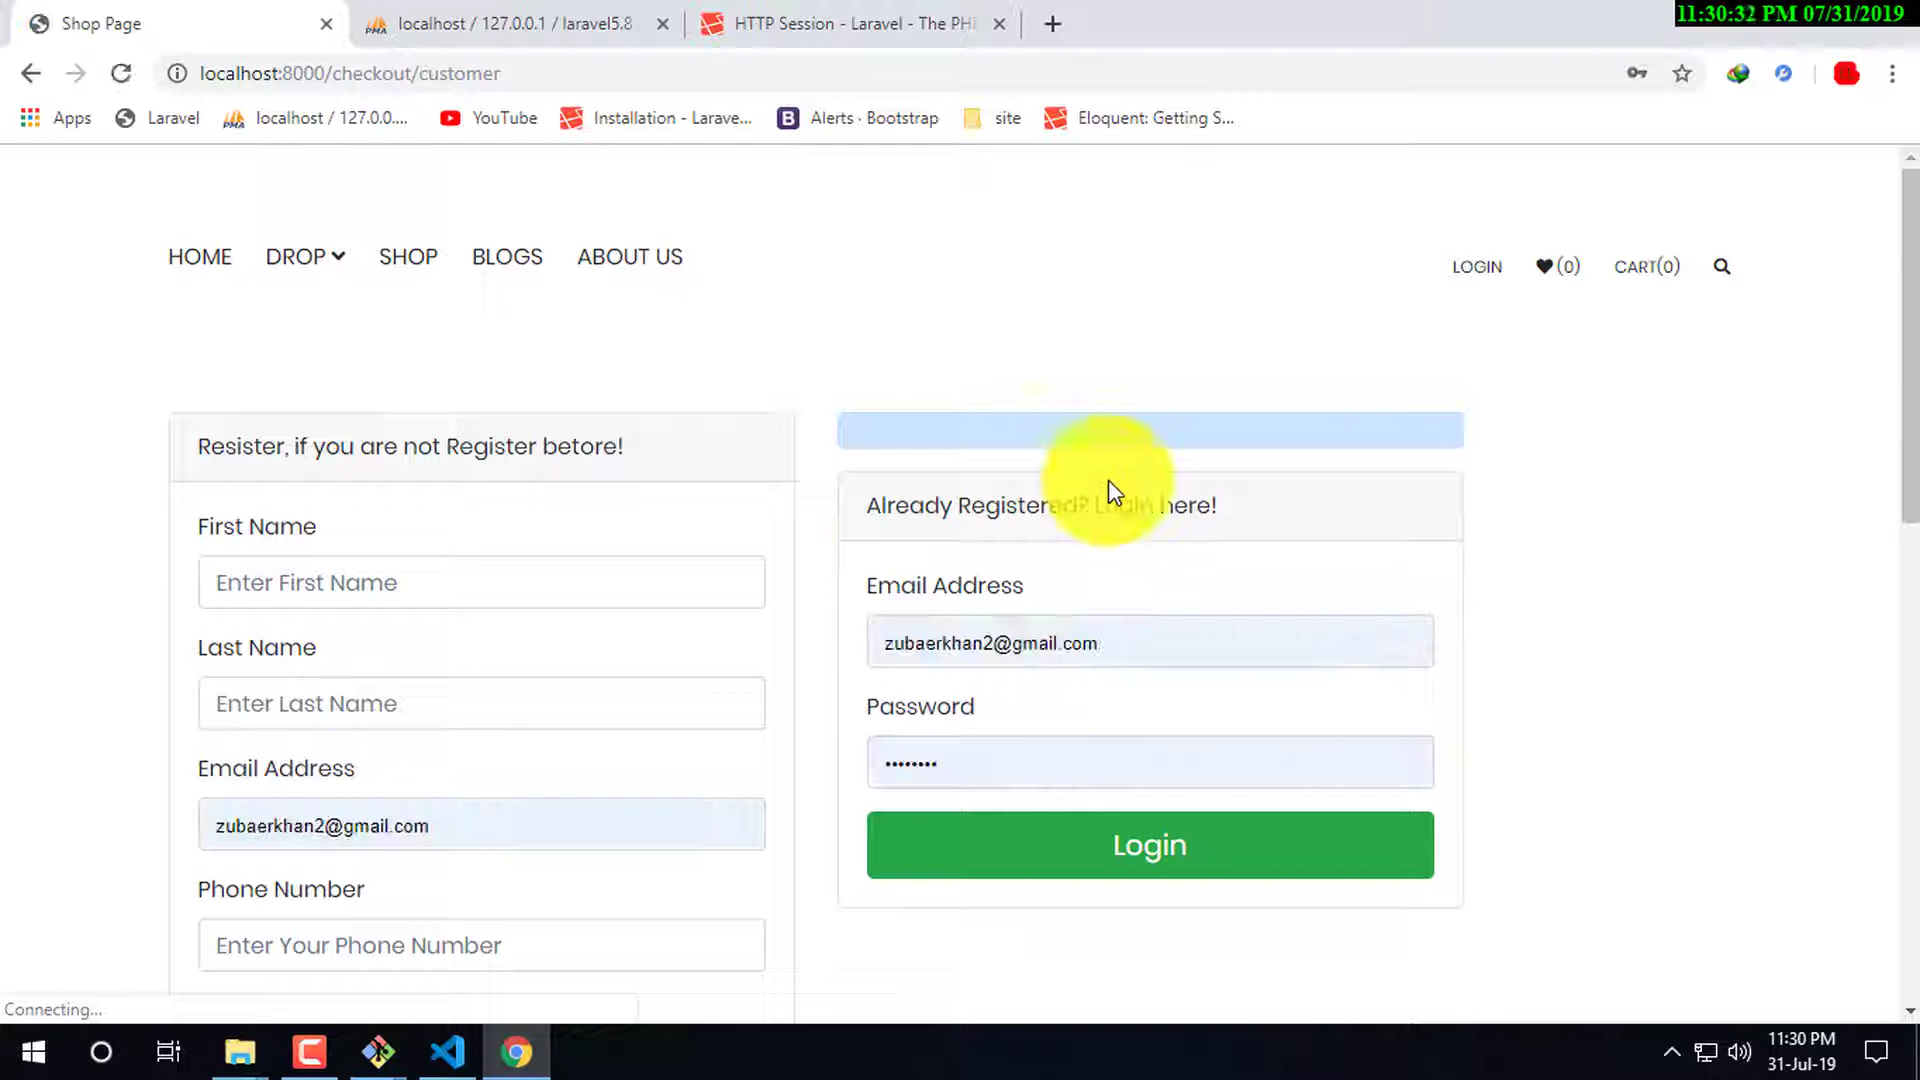 11:30:32 PM 07/31/2019
Shop Page
localhost / 127.0.0.1 / laravel5.8
HTTP Session - Laravel - The PH
localhost:8000/checkout/customer
Apps
Laravel
localhost / 127.0.0....
YouTube
Installation - Larave...
B
Alerts · Bootstrap
site
Eloquent: Getting S...
HOME
DROP
SHOP
BLOGS
ABOUT US
LOGIN
(0)
CART(0)
Resister, if you are not Register betore!
First Name
Enter First Name
Last Name
Enter Last Name
Email Address
zubaerkhan2@gmail.com
Phone Number
Enter Your Phone Number
Already Registered? Login here!
Email Address
zubaerkhan2@gmail.com
Password
••••••••
Login
Connecting...
11:30 PM
31-Jul-19